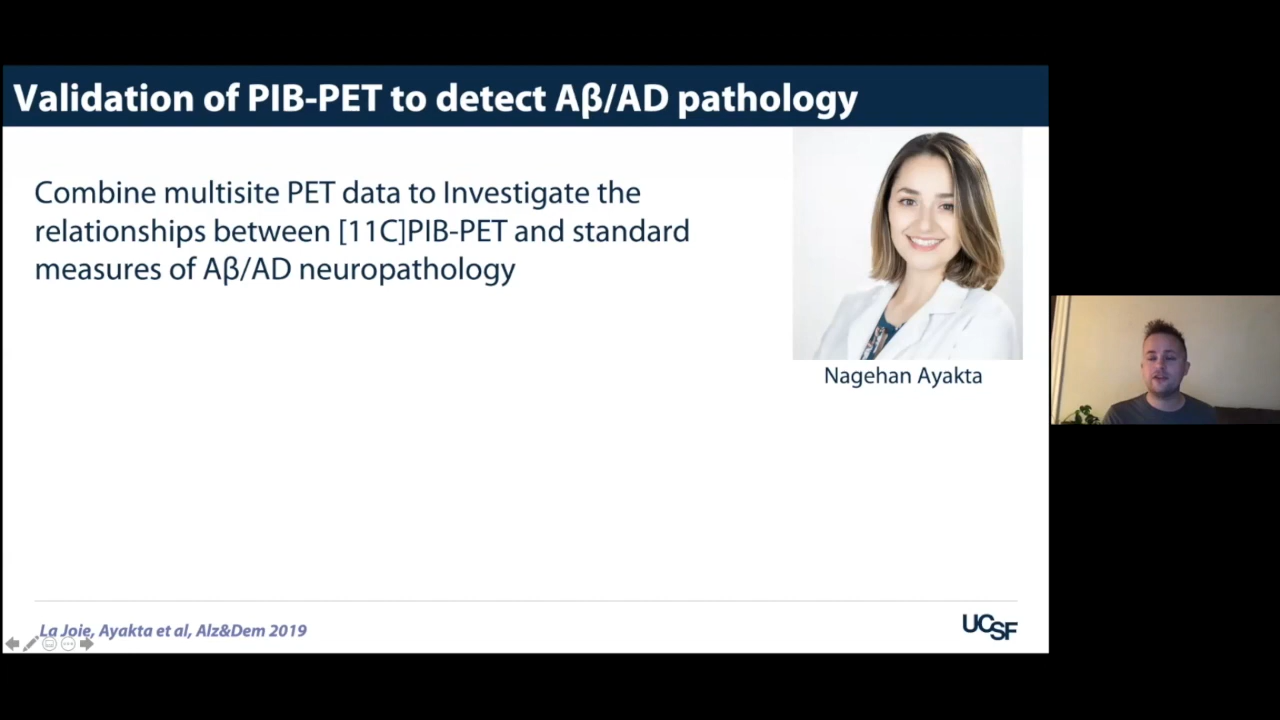 Validation of PIB-PET to detect Aβ/AD pathology
Combine multisite PET data to Investigate the
relationships between [11C]PIB-PET and standard
measures of Aβ/AD neuropathology
Nagehan Ayakta
La Joie, Ayakta et al, Alz&Dem 2019
UCSF